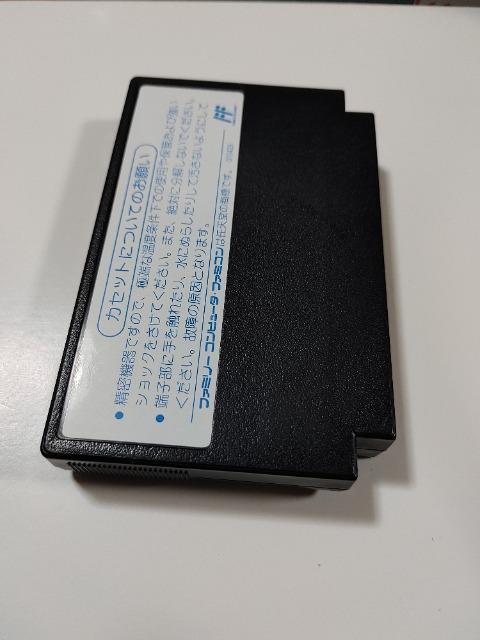 カセットについてのお願い
● 精密機器ですので、極端な温度条件下での使用や保管および強い
ショックをさけてください。また、絶対に分解しないでください。
● 端子部に手を触れたり、水にぬらしたりして汚さないようにして
ください。故障の原因となります。
ファミリーコンピュータ・ファミコンは任天堂の商標です。
FF